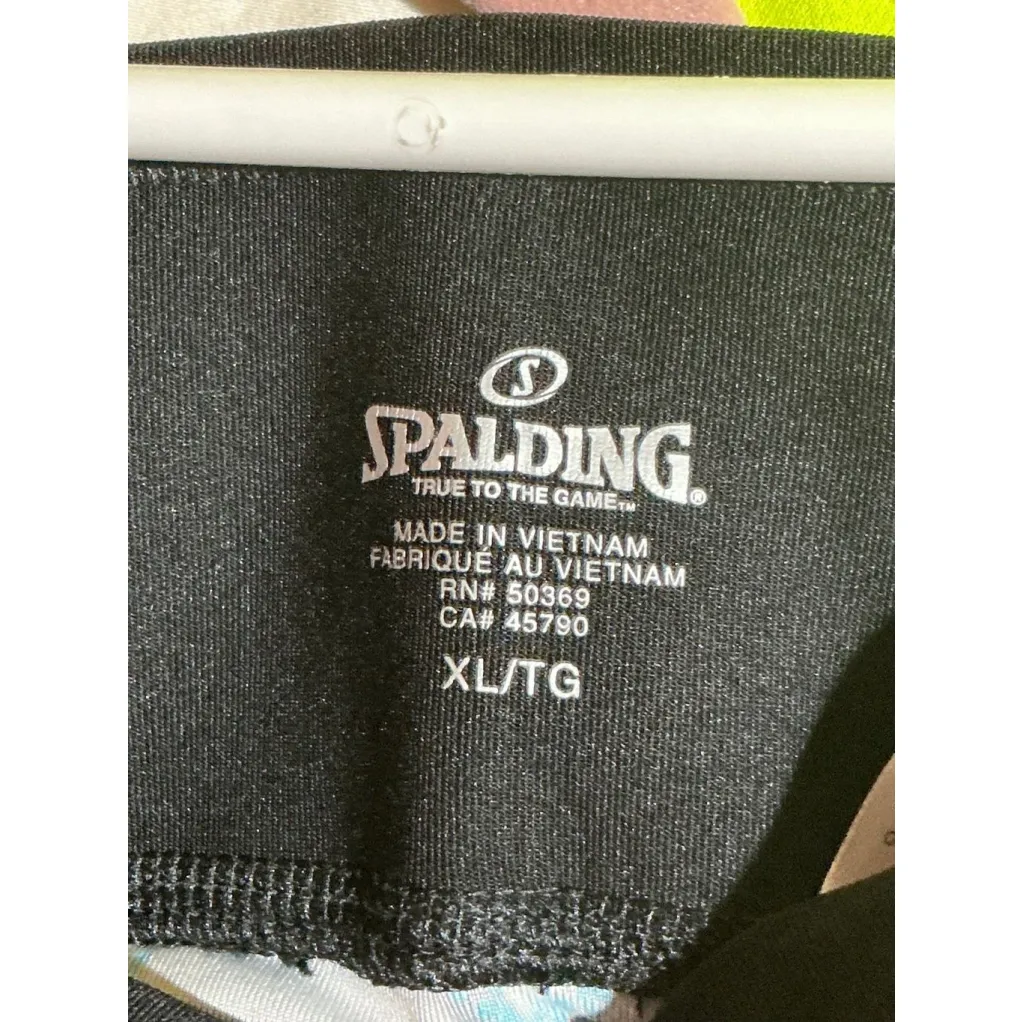 S
SPALDING®
TRUE TO THE GAME™
MADE IN VIETNAM
FABRIQUÉ AU VIETNAM
RN# 50369
CA# 45790
XL/TG